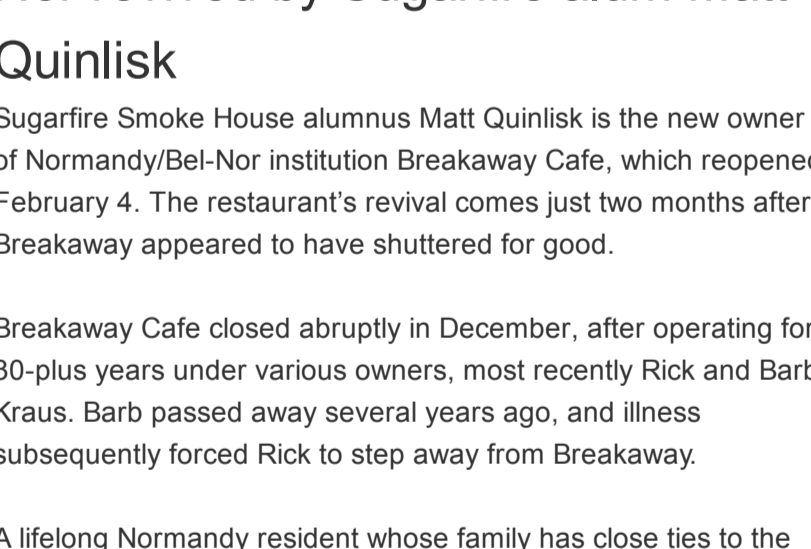 Quinlisk
Sugarfire Smoke House alumnus Matt Quinlisk is the new owner
of Normandy/Bel-Nor institution Breakaway Cafe, which reopened
February 4. The restaurant’s revival comes just two months after
Breakaway appeared to have shuttered for good.
Breakaway Cafe closed abruptly in December, after operating for
30-plus years under various owners, most recently Rick and Barb
Kraus. Barb passed away several years ago, and illness
subsequently forced Rick to step away from Breakaway.
A lifelong Normandy resident whose family has close ties to the